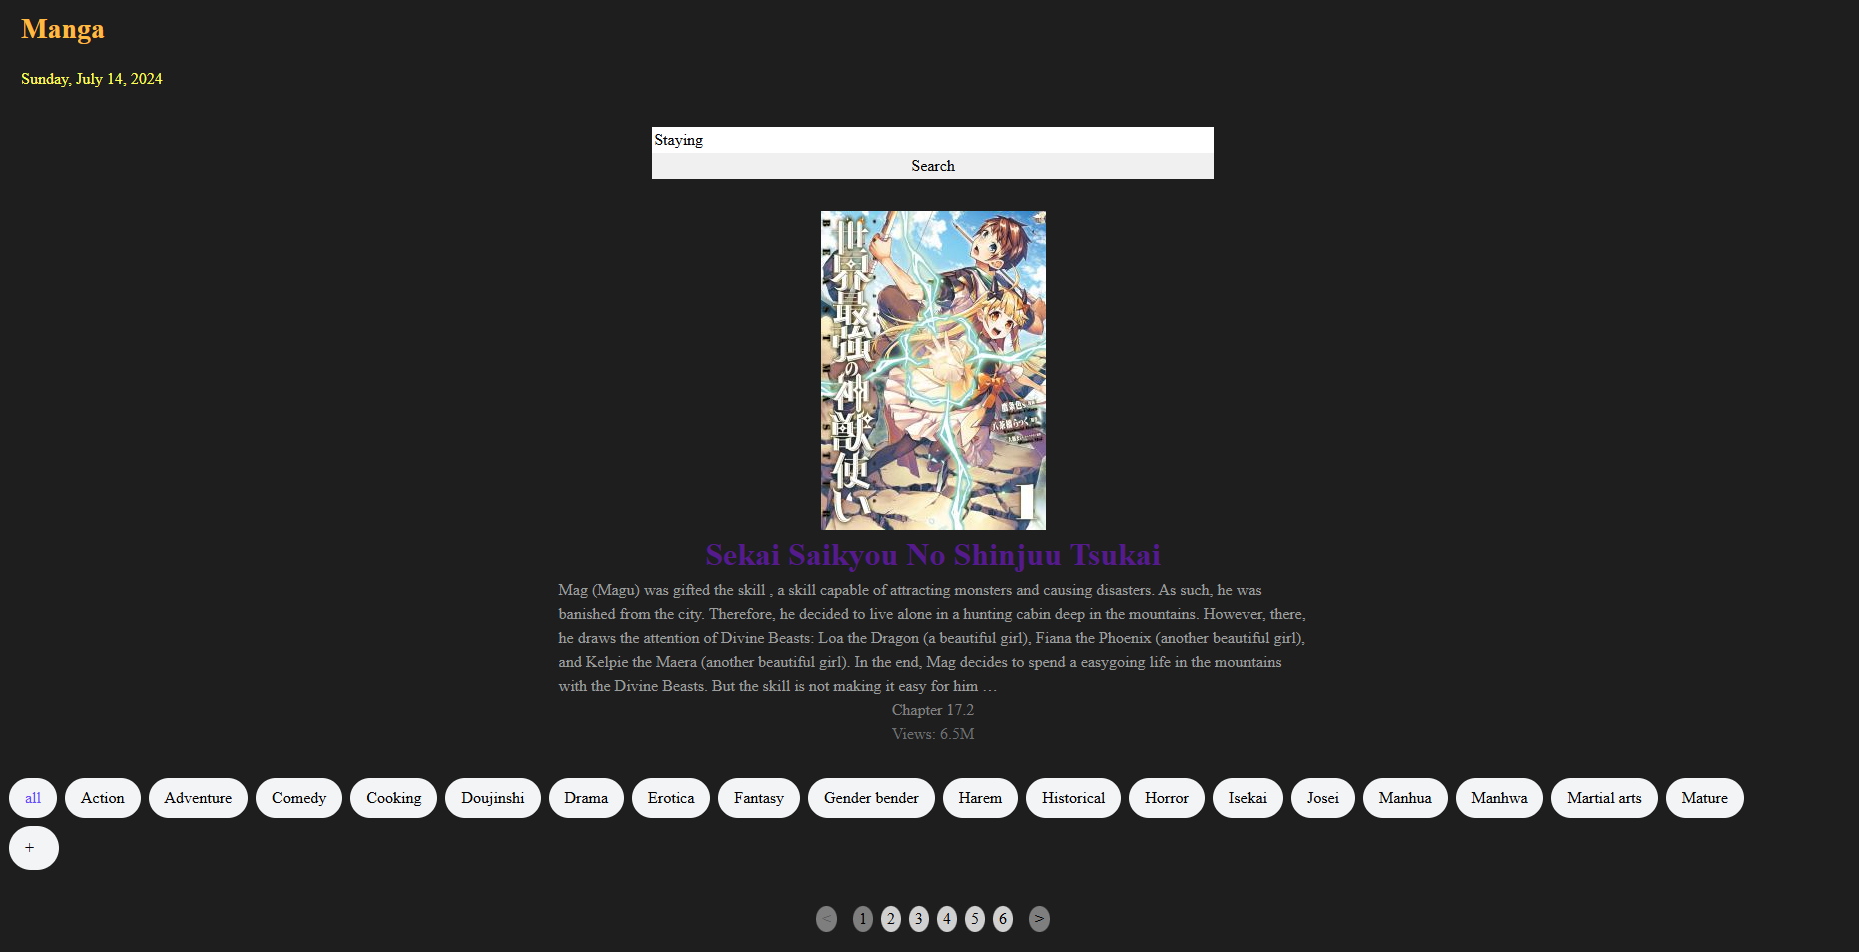 Manga
Sunday, July 14, 2024
Staying
Search
世界最強の神獣使い
1
Sekai Saikyou No Shinjuu Tsukai
Mag (Magu) was gifted the skill , a skill capable of attracting monsters and causing disasters. As such, he was
banished from the city. Therefore, he decided to live alone in a hunting cabin deep in the mountains. However, there,
he draws the attention of Divine Beasts: Loa the Dragon (a beautiful girl), Fiana the Phoenix (another beautiful girl),
and Kelpie the Maera (another beautiful girl). In the end, Mag decides to spend a easygoing life in the mountains
with the Divine Beasts. But the skill is not making it easy for him …
Chapter 17.2
Views: 6.5M
all Action Adventure Comedy Cooking Doujinshi Drama Erotica Fantasy Gender bender Harem Historical Horror Isekai Josei Manhua Manhwa Martial arts Mature
+
< 1 2 3 4 5 6 >